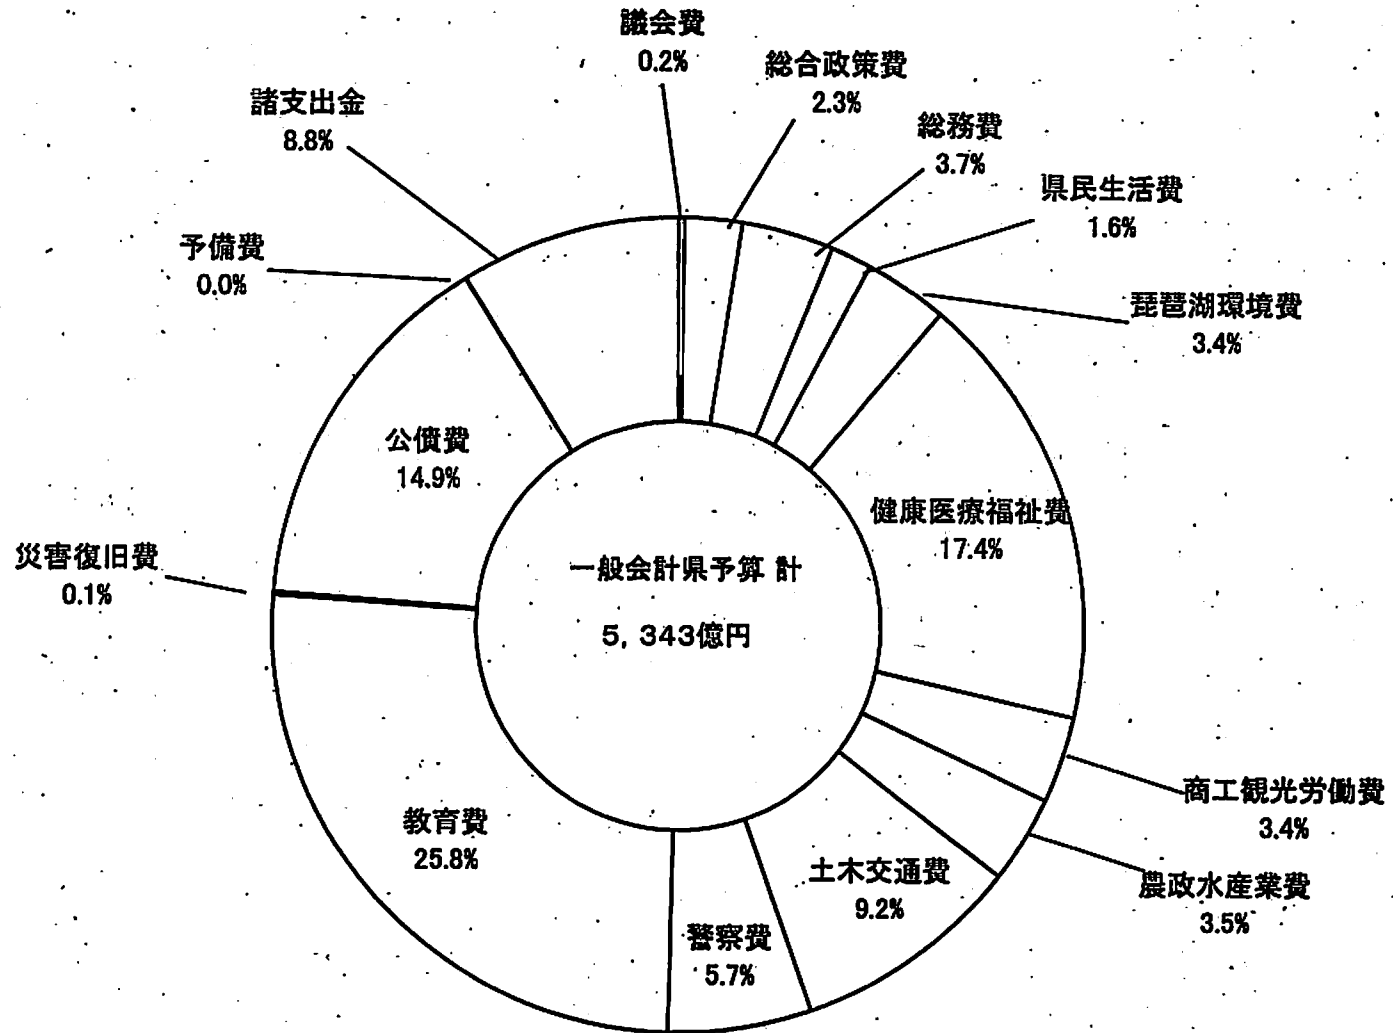 議会費
0.2%
総合政策費
2.3%
総務費
3.7%
県民生活費
1.6%
琵琶湖環境費
3.4%
健康医療福祉費
17.4%
商工観光労働費
3.4%
農政水産業費
3.5%
土木交通費
9.2%
警察費
5.7%
教育費
25.8%
災害復旧費
0.1%
公債費
14.9%
予備費
0.0%
諸支出金
8.8%
一般会計県予算 計
5,343億円